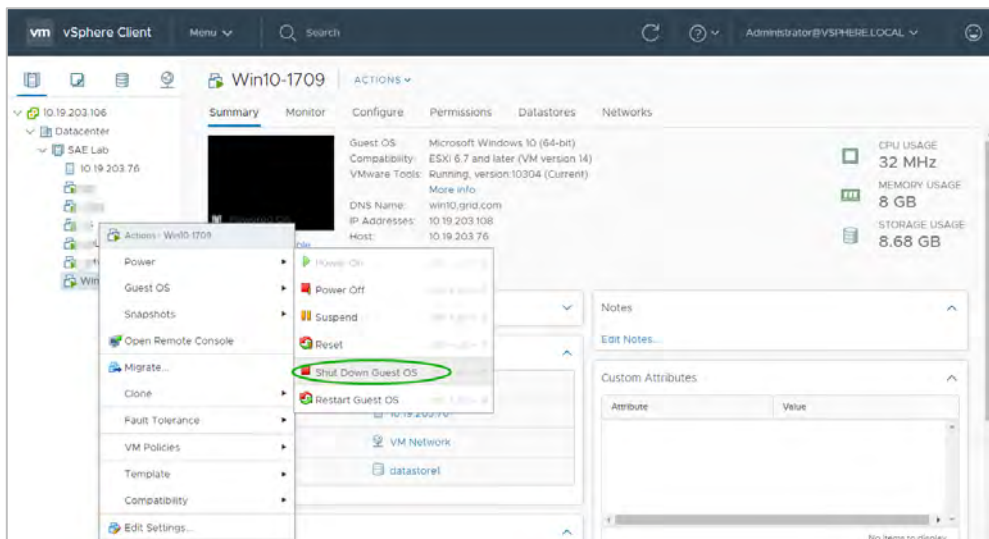 vm vSphere Client Menu Search Administrator@VSPHERE.LOCAL
Win10-1709 ACTIONS
10.19.203.106
Datacenter
SAE Lab
10.19.203.76
Win
Summary Monitor Configure Permissions Datastores Networks
Guest OS: Microsoft Windows 10 (64-bit)
Compatibility: ESXi 6.7 and later (VM version 14)
VMware Tools: Running, version:10304 (Current)
More info
DNS Name: win10.grid.com
IP Addresses: 10.19.203.108
Host: 10.19.203.76
CPU USAGE
32 MHz
MEMORY USAGE
8 GB
STORAGE USAGE
8.68 GB
Actions - Win10-1709
Power
Guest OS
Snapshots
Open Remote Console
Migrate...
Clone
Fault Tolerance
VM Policies
Template
Compatibility
Edit Settings...
Power On
Power Off
Suspend
Reset
Shut Down Guest OS
Restart Guest OS
10.19.203.76
VM Network
datastore1
Notes
Edit Notes...
Custom Attributes
Attribute Value
No items to display